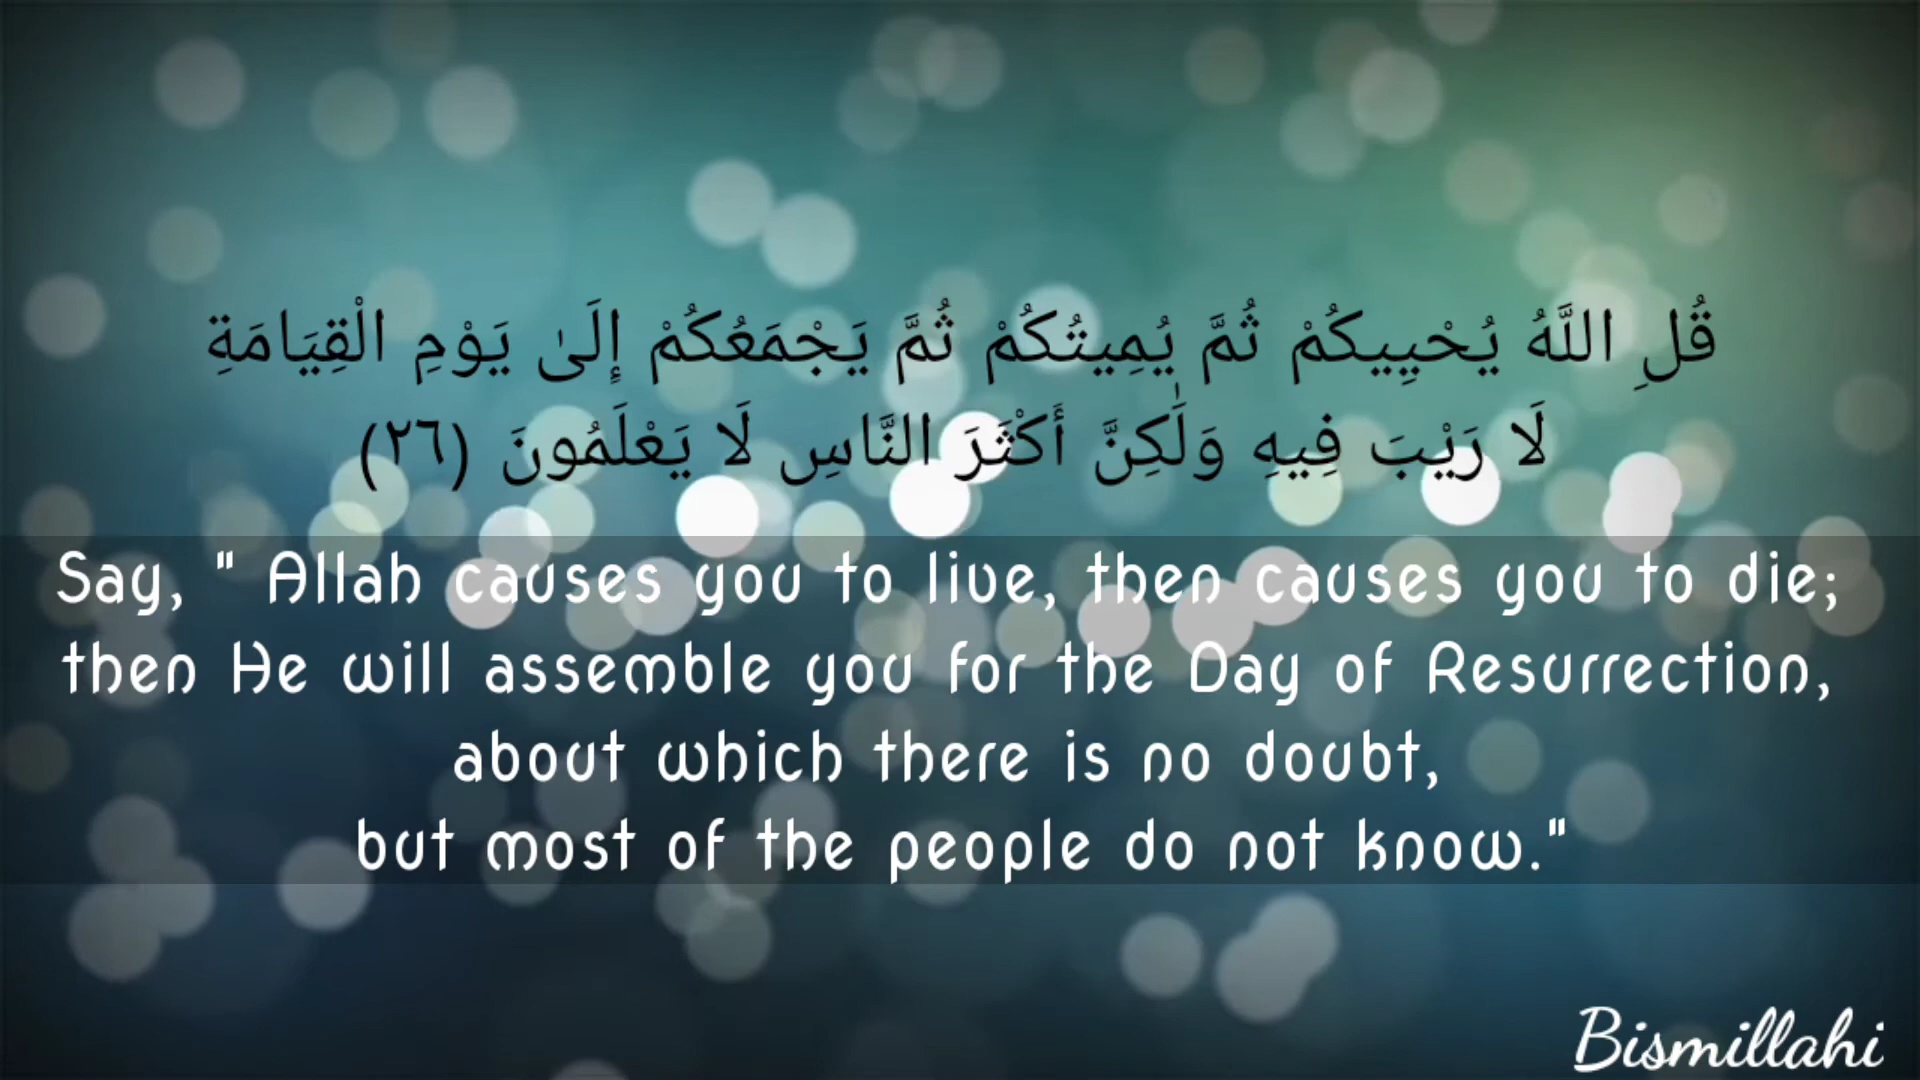 قُلِ اللَّهُ يُحْيِيكُمْ ثُمَّ يُمِيتُكُمْ ثُمَّ يَجْمَعُكُمْ إِلَىٰ يَوْمِ الْقِيَامَةِ
لَا رَيْبَ فِيهِ وَلَٰكِنَّ أَكْثَرَ النَّاسِ لَا يَعْلَمُونَ (٢٦)
Say, " Allah causes you to live, then causes you to die;
then He will assemble you for the Day of Resurrection,
about which there is no doubt,
but most of the people do not know."
Bismillahi